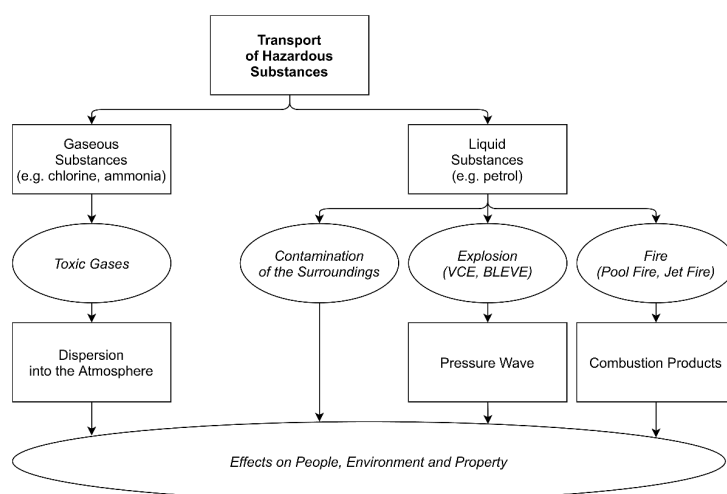 Transport
of Hazardous
Substances
Gaseous
Substances
(e.g. chlorine, ammonia)
Liquid
Substances
(e.g. petrol)
Toxic Gases
Contamination
of the Surroundings
Explosion
(VCE, BLEVE)
Fire
(Pool Fire, Jet Fire)
Dispersion
into the Atmosphere
Pressure Wave
Combustion Products
Effects on People, Environment and Property